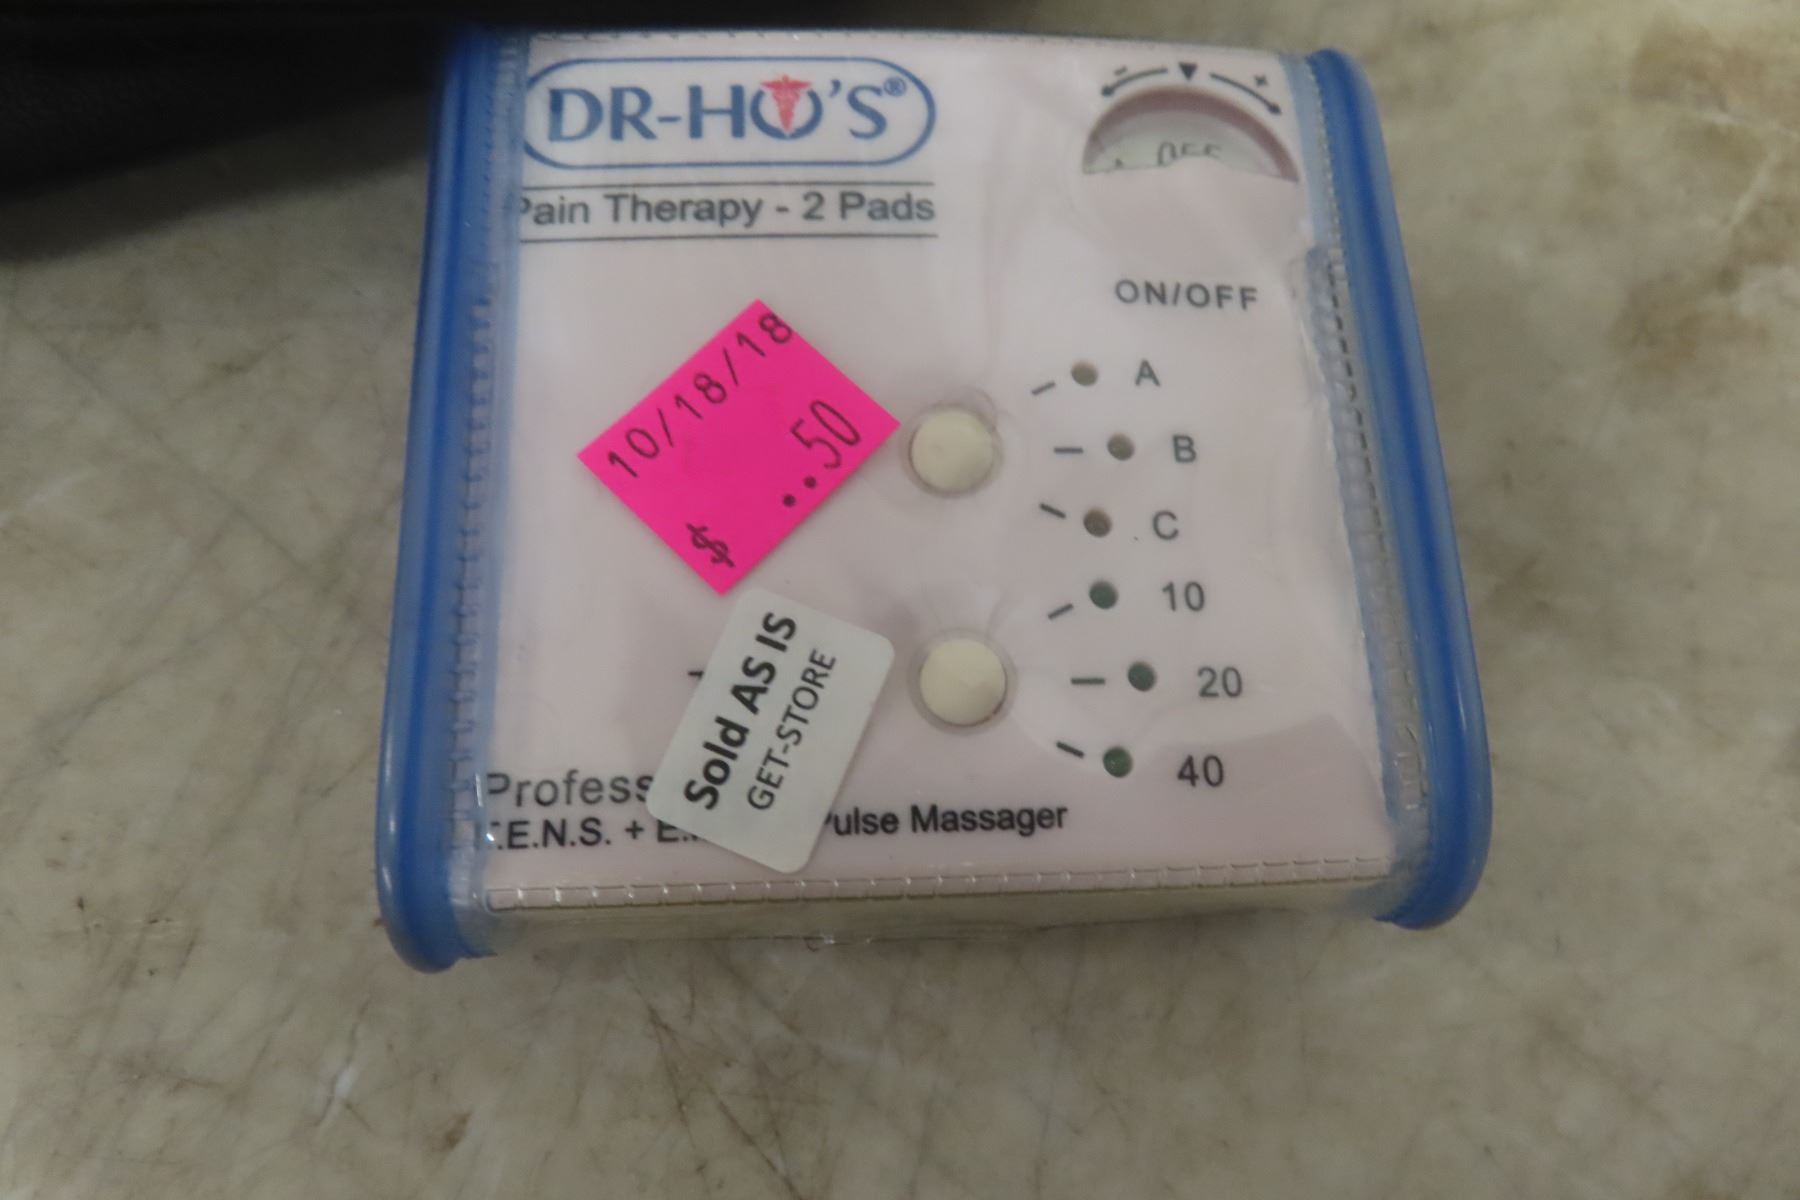 DR-HO'S®
- +
OFF
Pain Therapy - 2 Pads
ON/OFF
10/18/18
$ ..50
A
B
C
10
20
40
Sold AS IS
GET-STORE
Profess
T.E.N.S. + E. Pulse Massager